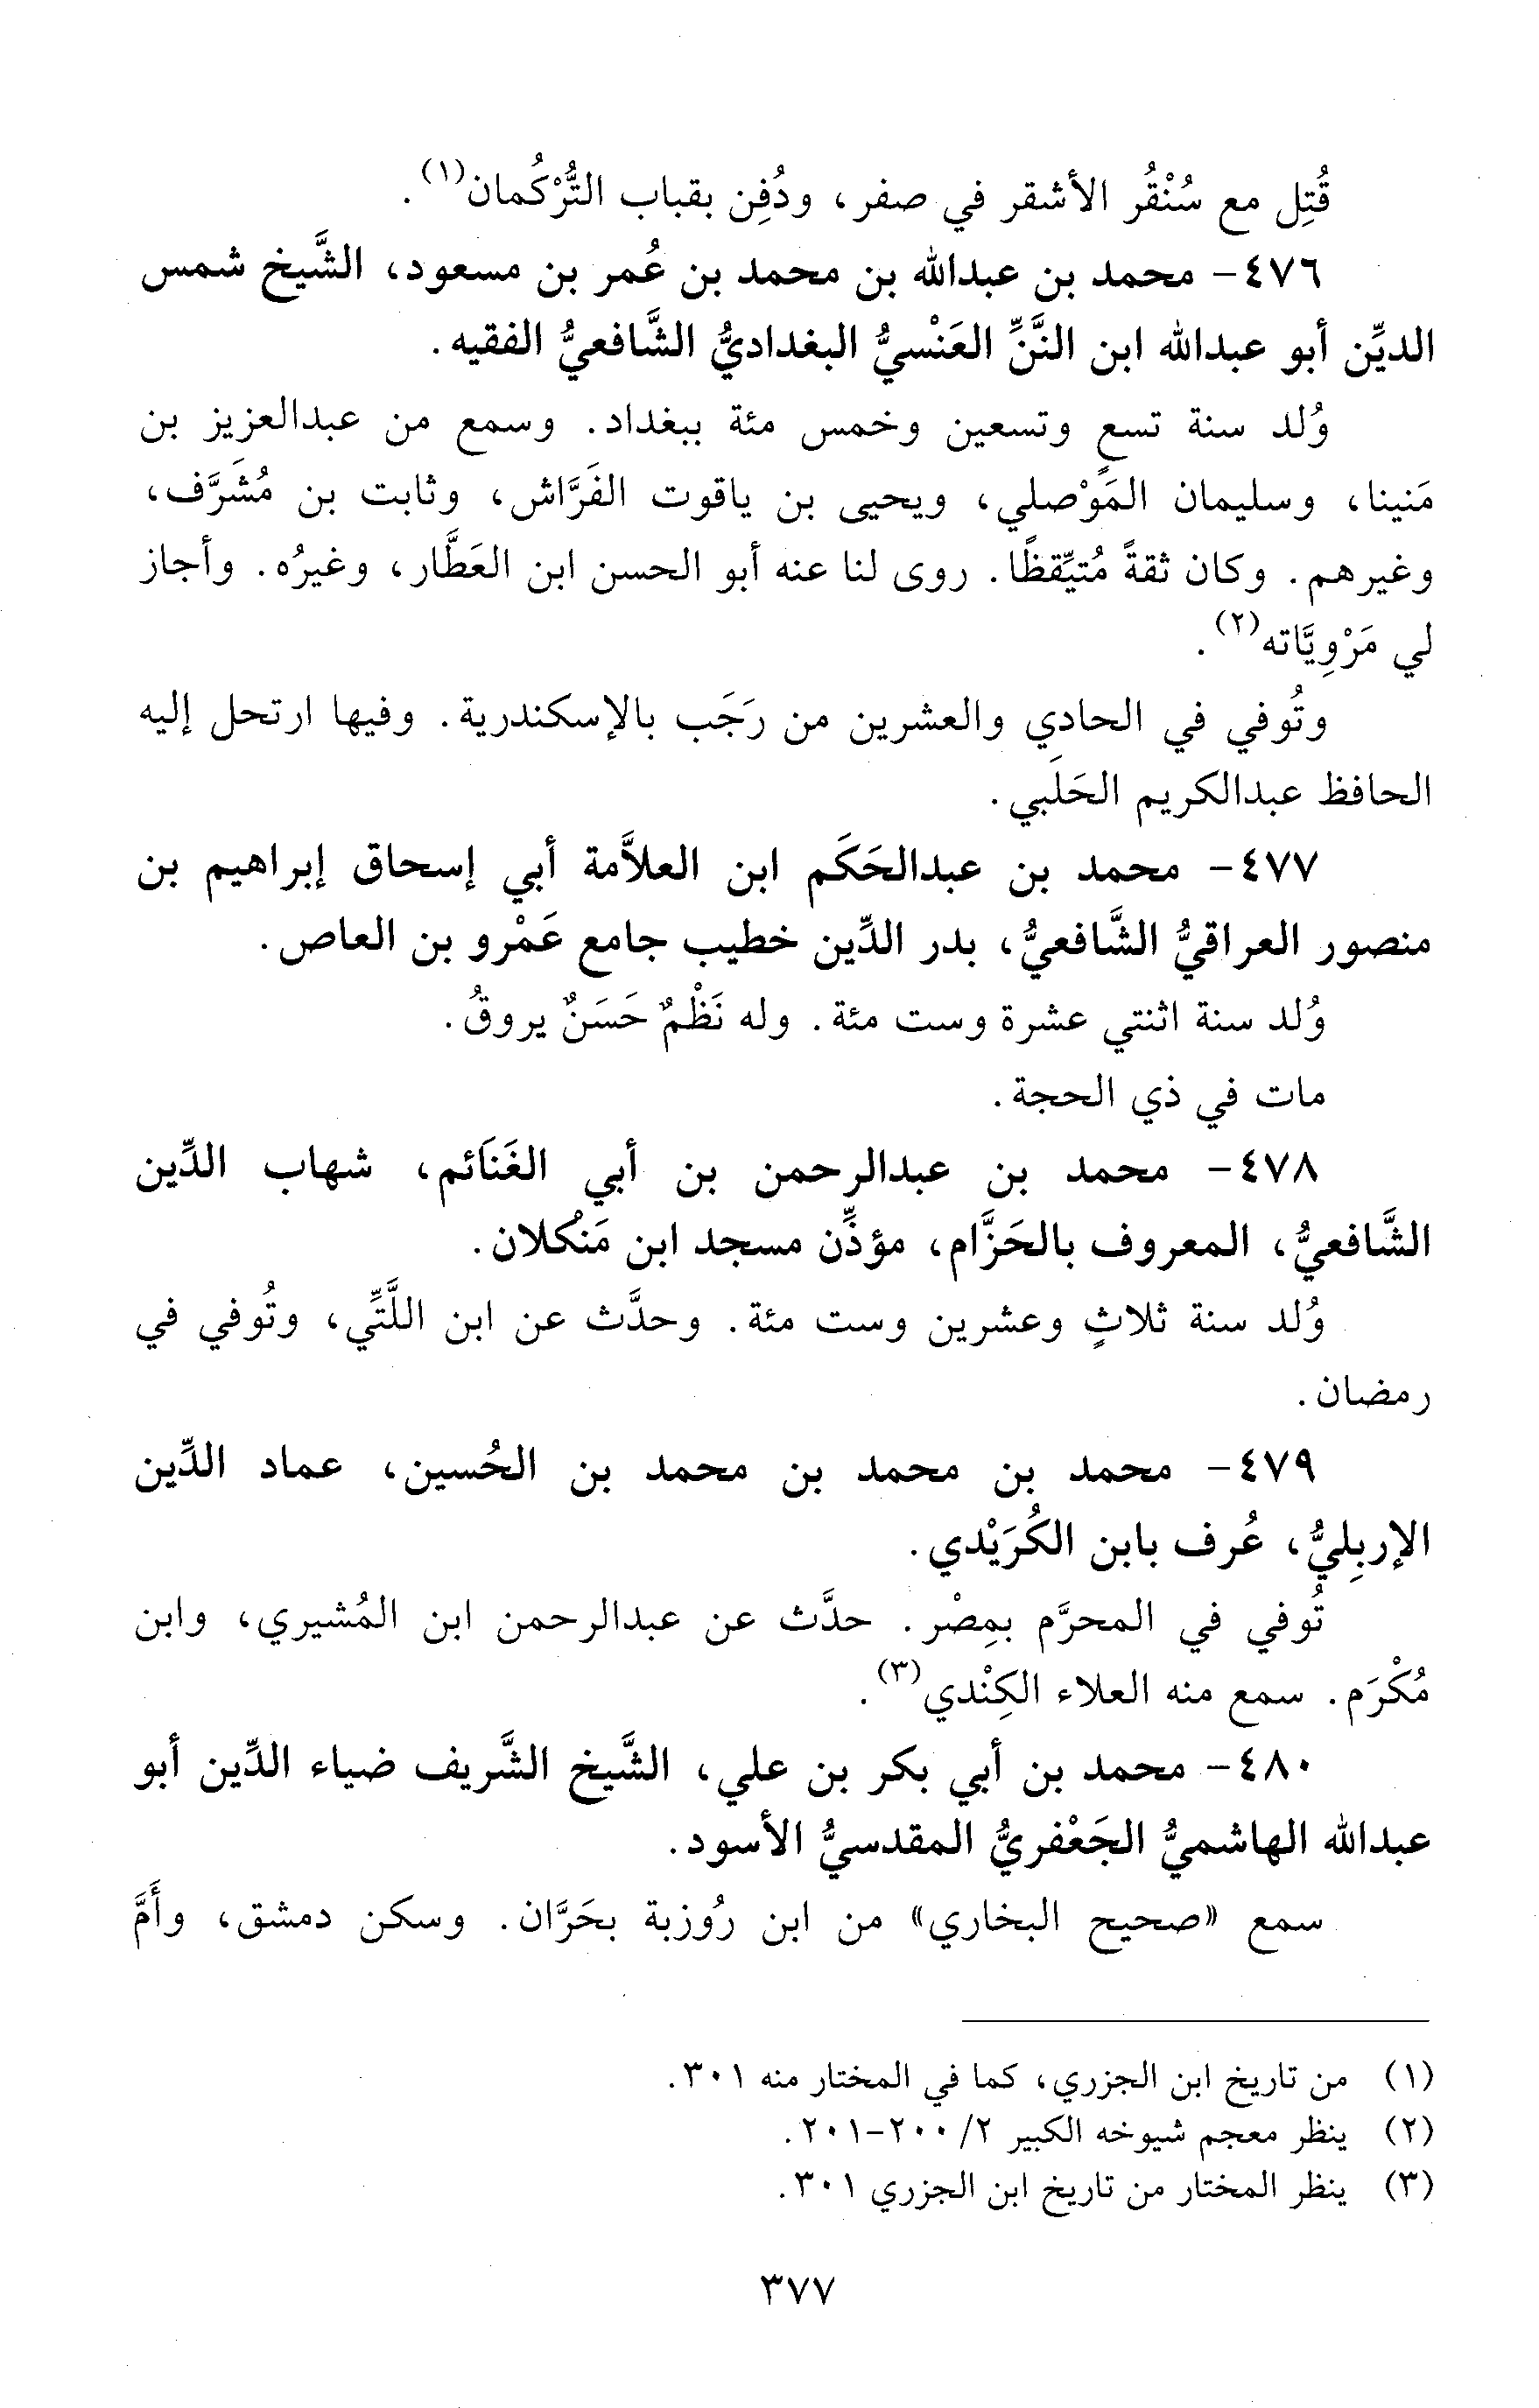 قُتِل مع سُنْقُر الأشقر في صفر، ودُفِن بقباب التُّرْكُمان(١).
٤٧٦- محمد بن عبدالله بن محمد بن عُمر بن مسعود، الشَّيخ شمس
الديِّن أبو عبدالله ابن النَّنِّ العَنْسيُّ البغداديُّ الشَّافعيُّ الفقيه.
وُلد سنة تسعٍ وتسعين وخمس مئة ببغداد. وسمع من عبدالعزيز بن
مَنينا، وسليمان المَوْصلي، ويحيى بن ياقوت الفَرَّاش، وثابت بن مُشَرَّف،
وغيرهم. وكان ثقةً مُتيِّقظًا. روى لنا عنه أبو الحسن ابن العَطَّار، وغيرُه. وأجاز
لي مَرْوِيَّاته(٢).
وتُوفي في الحادي والعشرين من رَجَب بالإسكندرية. وفيها ارتحل إليه
الحافظ عبدالكريم الحَلَبي.
٤٧٧- محمد بن عبدالحَكَم ابن العلاَّمة أبي إسحاق إبراهيم بن
منصور العراقيُّ الشَّافعيُّ، بدر الدِّين خطيب جامع عَمْرو بن العاص.
وُلد سنة اثنتي عشرة وست مئة. وله نَظْمٌ حَسَنٌ يروقُ.
مات في ذي الحجة.
٤٧٨- محمد بن عبدالرحمن بن أبي الغَنَائم، شهاب الدِّين
الشَّافعيُّ، المعروف بالحَزَّام، مؤذِّن مسجد ابن مَنكُلان.
وُلد سنة ثلاثٍ وعشرين وست مئة. وحدَّث عن ابن اللَّتِّي، وتُوفي في
رمضان.
٤٧٩- محمد بن محمد بن محمد بن الحُسين، عماد الدِّين
الإربِليُّ، عُرف بابن الكُرَيْدي.
تُوفي في المحرَّم بمِصْر. حدَّث عن عبدالرحمن ابن المُشيري، وابن
مُكْرَم. سمع منه العلاء الكِنْدي(٣).
٤٨٠- محمد بن أبي بكر بن علي، الشَّيخ الشَّريف ضياء الدِّين أبو
عبدالله الهاشميُّ الجَعْفريُّ المقدسيُّ الأسود.
سمع «صحيح البخاري» من ابن رُوزبة بحَرَّان. وسكن دمشق، وأَمَّ
(١) من تاريخ ابن الجزري، كما في المختار منه ٣٠١.
(٢) ينظر معجم شيوخه الكبير ٢/ ٢٠٠-٢٠١.
(٣) ينظر المختار من تاريخ ابن الجزري ٣٠١.
٣٧٧